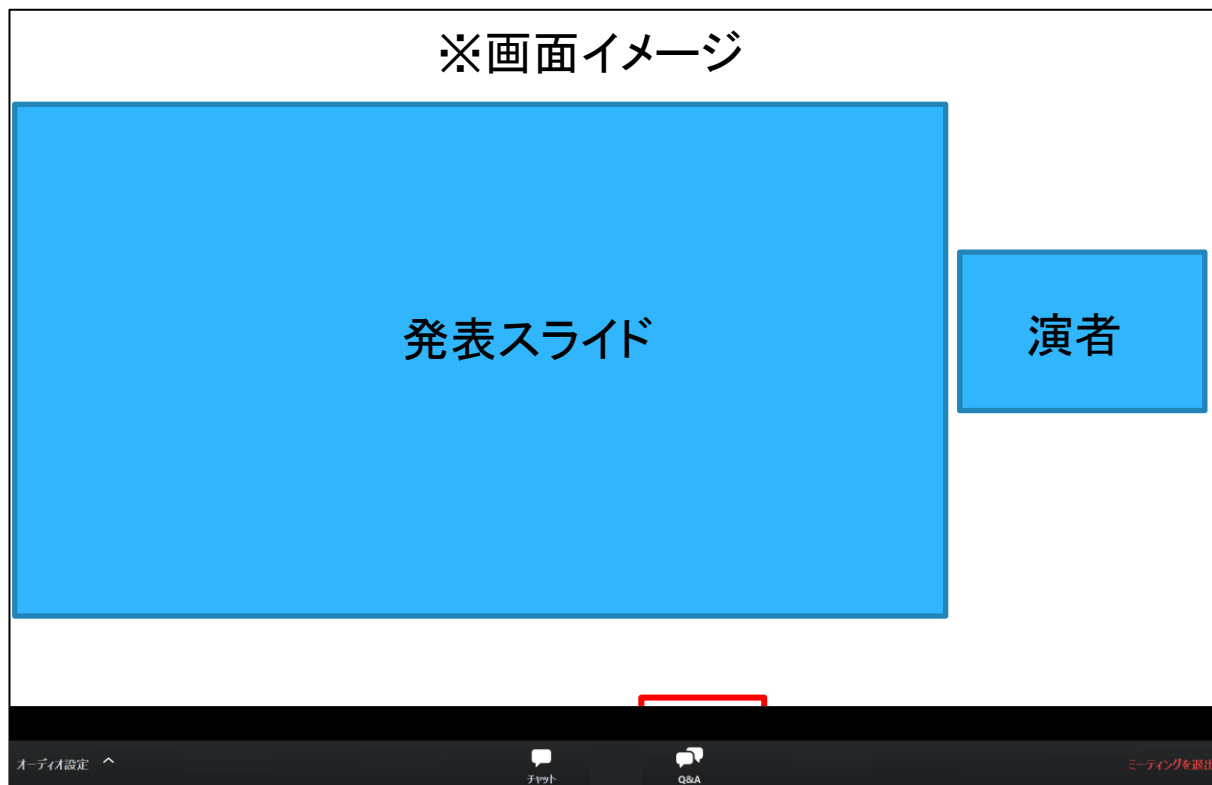 ※画面イメージ
発表スライド
演者
オーディオ設定
チャット
Q&A
ミーティングを退出